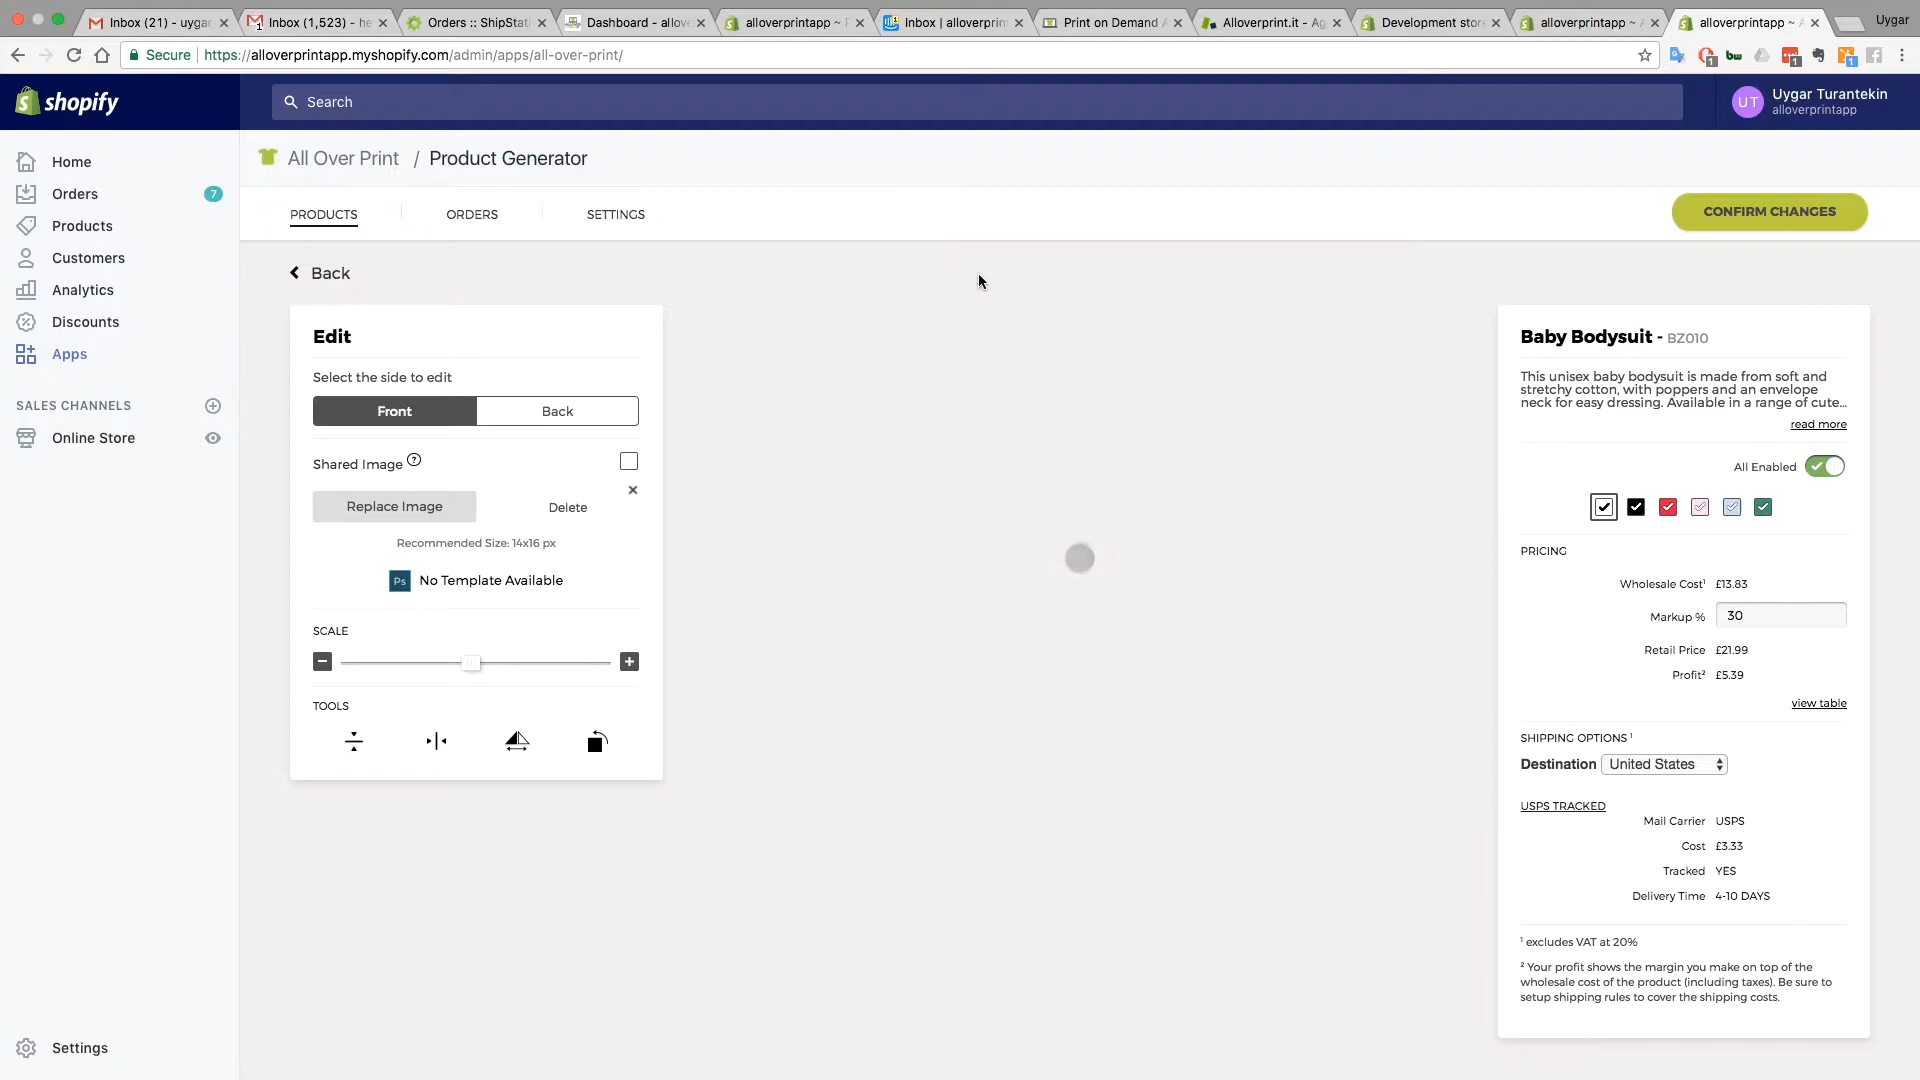 Inbox (21) - uygar
Inbox (1,523) - he
Orders :: ShipStati
Dashboard - allove
alloverprintapp ~ F
Inbox | alloverprin
Print on Demand A
Alloverprint.it - Ag
Development store
alloverprintapp ~ A
alloverprintapp ~ A
Uygar
Secure
https://alloverprintapp.myshopify.com/admin/apps/all-over-print/
shopify
Search
UT
Uygar Turantekin
alloverprintapp
Home
Orders
7
Products
Customers
Analytics
Discounts
Apps
SALES CHANNELS
Online Store
Settings
All Over Print / Product Generator
PRODUCTS
ORDERS
SETTINGS
CONFIRM CHANGES
Back
Edit
Select the side to edit
Front
Back
Shared Image ?
Replace Image
Delete
Recommended Size: 14x16 px
Ps No Template Available
SCALE
TOOLS
Baby Bodysuit - BZ010
This unisex baby bodysuit is made from soft and
stretchy cotton, with poppers and an envelope
neck for easy dressing. Available in a range of cute...
read more
All Enabled
PRICING
Wholesale Cost¹ £13.83
Markup % 30
Retail Price £21.99
Profit² £5.39
view table
SHIPPING OPTIONS ¹
Destination United States
USPS TRACKED
Mail Carrier USPS
Cost £3.33
Tracked YES
Delivery Time 4-10 DAYS
¹ excludes VAT at 20%
² Your profit shows the margin you make on top of the
wholesale cost of the product (including taxes). Be sure to
setup shipping rules to cover the shipping costs.